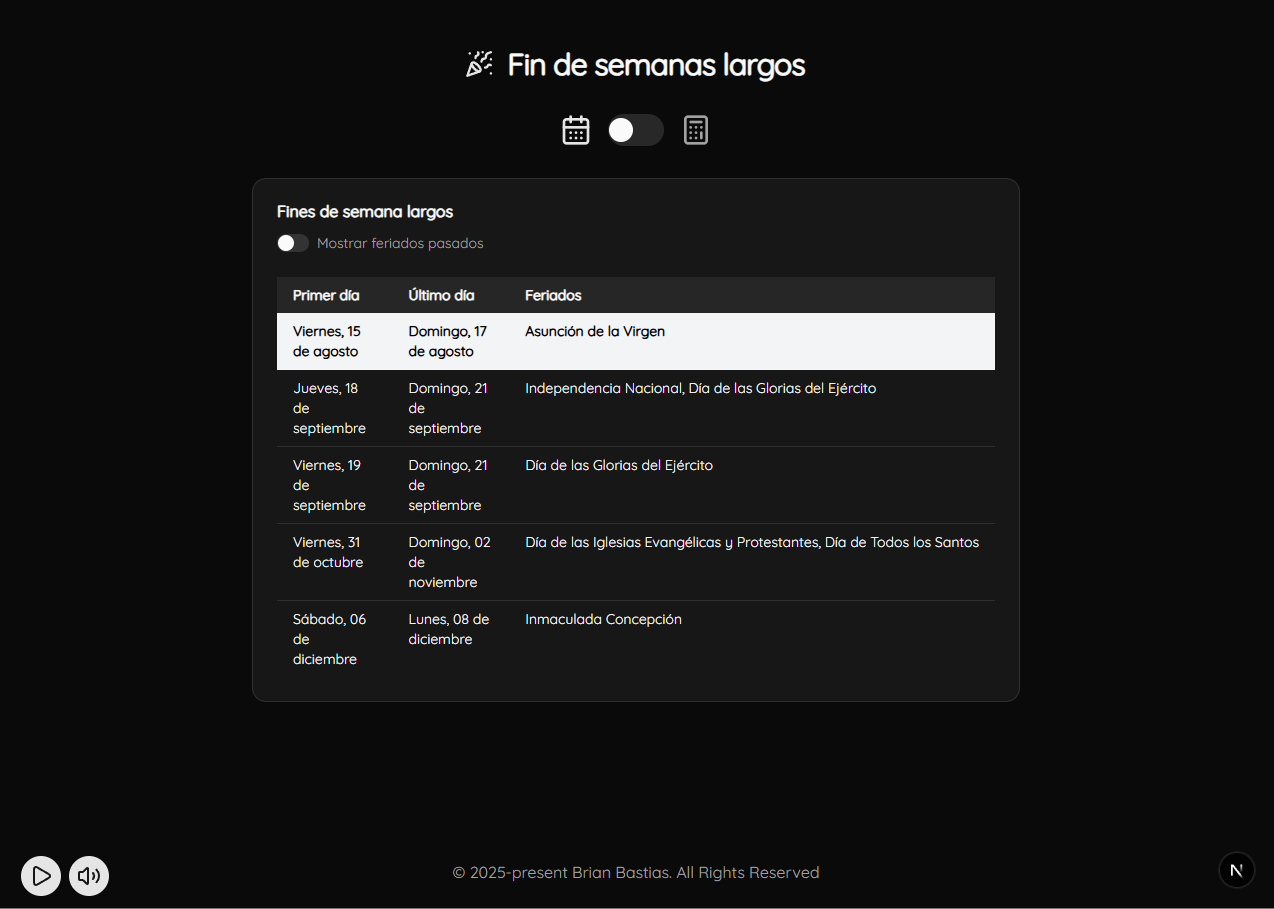 Fin de semanas largos
Fines de semana largos
Mostrar feriados pasados
Primer día Último día Feriados
Viernes, 15 Domingo, 17 Asunción de la Virgen
de agosto de agosto
Jueves, 18 Domingo, 21 Independencia Nacional, Día de las Glorias del Ejército
de de
septiembre septiembre
Viernes, 19 Domingo, 21 Día de las Glorias del Ejército
de de
septiembre septiembre
Viernes, 31 Domingo, 02 Día de las Iglesias Evangélicas y Protestantes, Día de Todos los Santos
de octubre de
noviembre
Sábado, 06 Lunes, 08 de Inmaculada Concepción
de diciembre
diciembre
© 2025-present Brian Bastias. All Rights Reserved
N